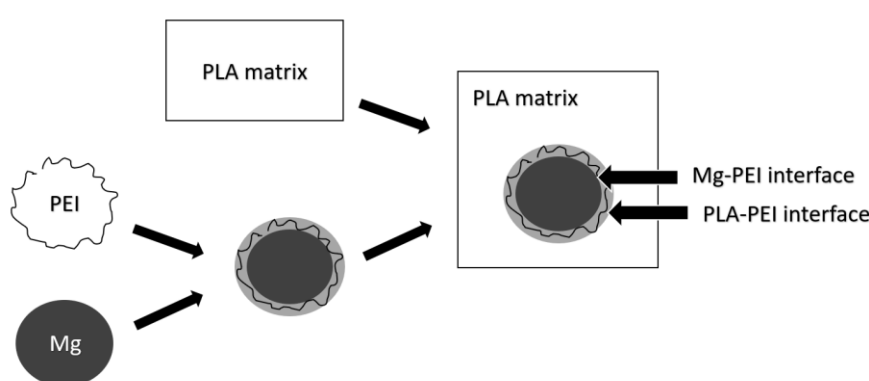 PLA matrix
PLA matrix
PEI
Mg-PEI interface
PLA-PEI interface
Mg